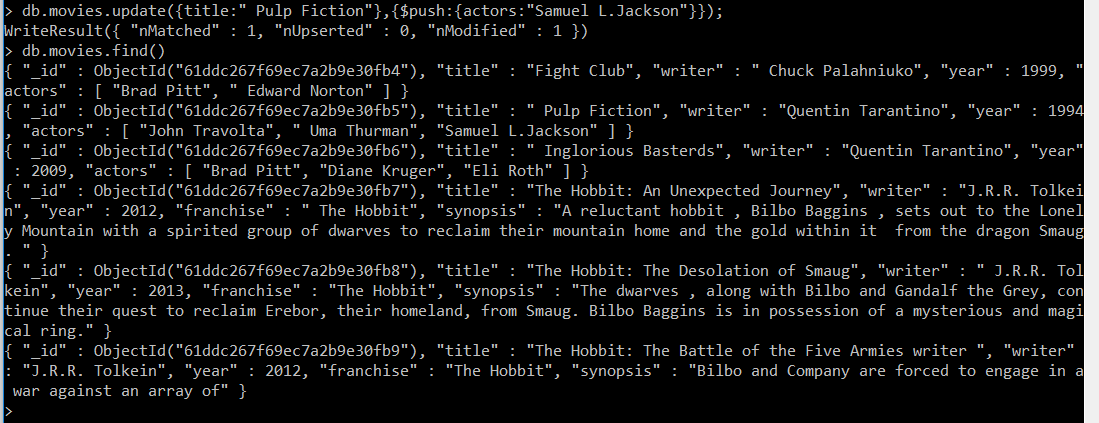 > db.movies.update({title:" Pulp Fiction"},{$push:{actors:"Samuel L.Jackson"}});
WriteResult({ "nMatched" : 1, "nUpserted" : 0, "nModified" : 1 })
> db.movies.find()
{ "_id" : ObjectId("61ddc267f69ec7a2b9e30fb4"), "title" : "Fight Club", "writer" : " Chuck Palahniuko", "year" : 1999, "
actors" : [ "Brad Pitt", " Edward Norton" ] }
{ "_id" : ObjectId("61ddc267f69ec7a2b9e30fb5"), "title" : " Pulp Fiction", "writer" : "Quentin Tarantino", "year" : 1994
, "actors" : [ "John Travolta", " Uma Thurman", "Samuel L.Jackson" ] }
{ "_id" : ObjectId("61ddc267f69ec7a2b9e30fb6"), "title" : " Inglorious Basterds", "writer" : "Quentin Tarantino", "year"
 : 2009, "actors" : [ "Brad Pitt", "Diane Kruger", "Eli Roth" ] }
{ "_id" : ObjectId("61ddc267f69ec7a2b9e30fb7"), "title" : "The Hobbit: An Unexpected Journey", "writer" : "J.R.R. Tolkei
n", "year" : 2012, "franchise" : " The Hobbit", "synopsis" : "A reluctant hobbit , Bilbo Baggins , sets out to the Lonel
y Mountain with a spirited group of dwarves to reclaim their mountain home and the gold within it  from the dragon Smaug
. " }
{ "_id" : ObjectId("61ddc267f69ec7a2b9e30fb8"), "title" : "The Hobbit: The Desolation of Smaug", "writer" : " J.R.R. Tol
kein", "year" : 2013, "franchise" : "The Hobbit", "synopsis" : "The dwarves , along with Bilbo and Gandalf the Grey, con
tinue their quest to reclaim Erebor, their homeland, from Smaug. Bilbo Baggins is in possession of a mysterious and magi
cal ring." }
{ "_id" : ObjectId("61ddc267f69ec7a2b9e30fb9"), "title" : "The Hobbit: The Battle of the Five Armies writer ", "writer"
: "J.R.R. Tolkein", "year" : 2012, "franchise" : "The Hobbit", "synopsis" : "Bilbo and Company are forced to engage in a
 war against an array of" }
>